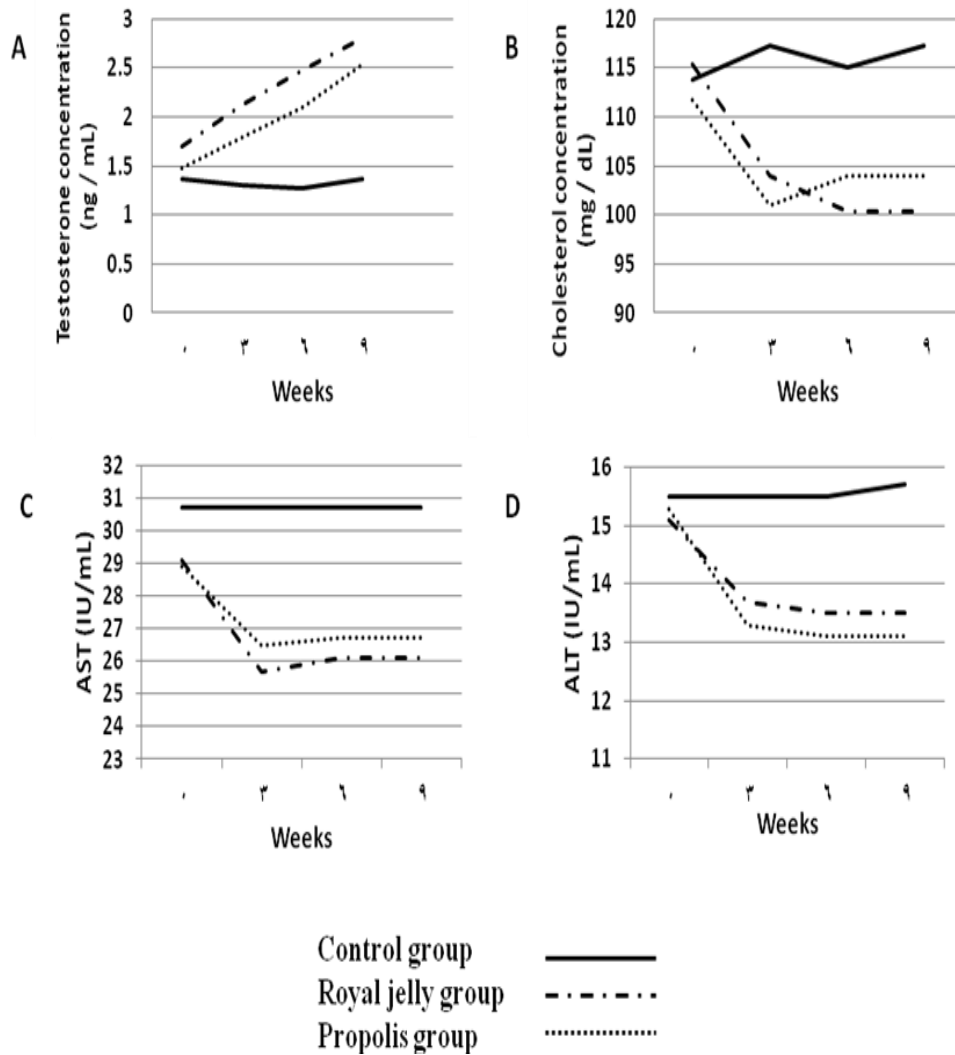 A
Testosterone concentration
(ng / mL)
3
2.5
2
1.5
1
0.5
0
٠ ٣ ٦ ٩
Weeks
B
Cholesterol concentration
(mg / dL)
120
115
110
105
100
95
90
٠ ٣ ٦ ٩
Weeks
C
AST (IU/mL)
32
31
30
29
28
27
26
25
24
23
٠ ٣ ٦ ٩
Weeks
D
ALT (IU/mL)
16
15
14
13
12
11
٠ ٣ ٦ ٩
Weeks
Control group
Royal jelly group
Propolis group